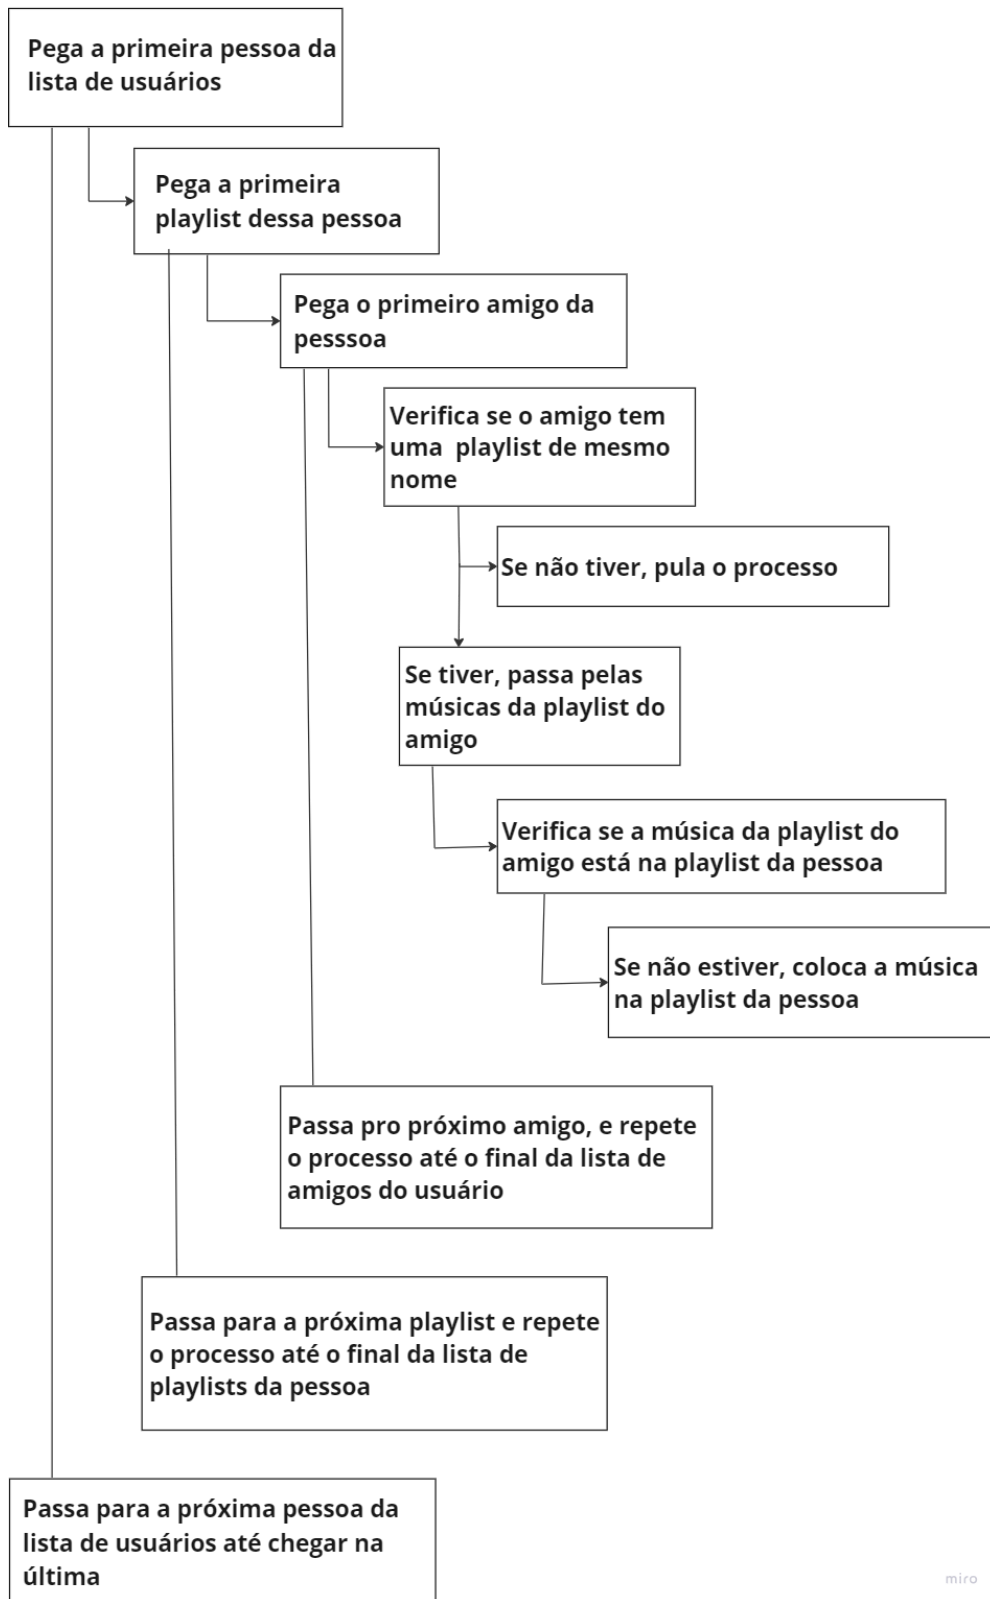 Pega a primeira pessoa da
lista de usuários
Pega a primeira
playlist dessa pessoa
Pega o primeiro amigo da
pesssoa
Verifica se o amigo tem
uma  playlist de mesmo
nome
Se não tiver, pula o processo
Se tiver, passa pelas
músicas da playlist do
amigo
Verifica se a música da playlist do
amigo está na playlist da pessoa
Se não estiver, coloca a música
na playlist da pessoa
Passa pro próximo amigo, e repete
o processo até o final da lista de
amigos do usuário
Passa para a próxima playlist e repete
o processo até o final da lista de
playlists da pessoa
Passa para a próxima pessoa da
lista de usuários até chegar na
última
miro